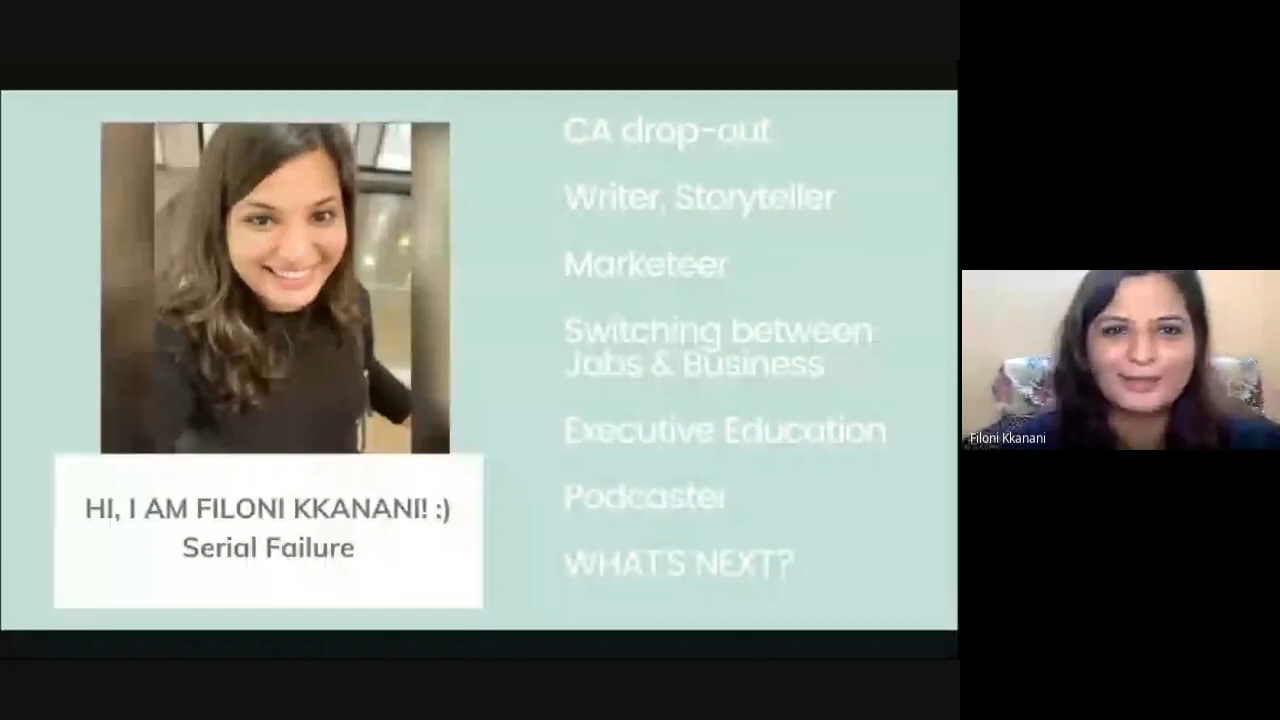 HI, I AM FILONI KKANANI! :)
Serial Failure
CA drop-out
Writer, Storyteller
Marketeer
Switching between
Jobs & Business
Executive Education
Podcaster
WHATS NEXT?
Filoni Kkanani